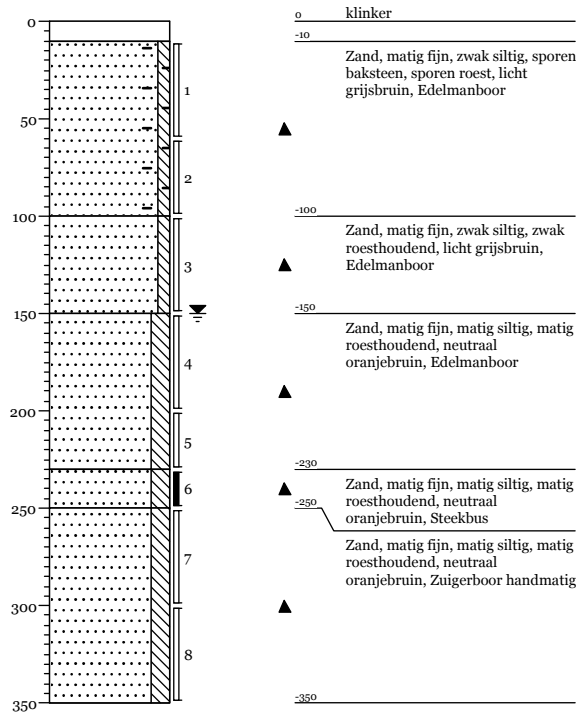 0
50
100
150
200
250
300
350
1
2
3
4
5
6
7
8
0 klinker
-10
Zand, matig fijn, zwak siltig, sporen
baksteen, sporen roest, licht
grijsbruin, Edelmanboor
-100
Zand, matig fijn, zwak siltig, zwak
roesthoudend, licht grijsbruin,
Edelmanboor
-150
Zand, matig fijn, matig siltig, matig
roesthoudend, neutraal
oranjebruin, Edelmanboor
-230
Zand, matig fijn, matig siltig, matig
roesthoudend, neutraal
oranjebruin, Steekbus
-250
Zand, matig fijn, matig siltig, matig
roesthoudend, neutraal
oranjebruin, Zuigerboor handmatig
-350